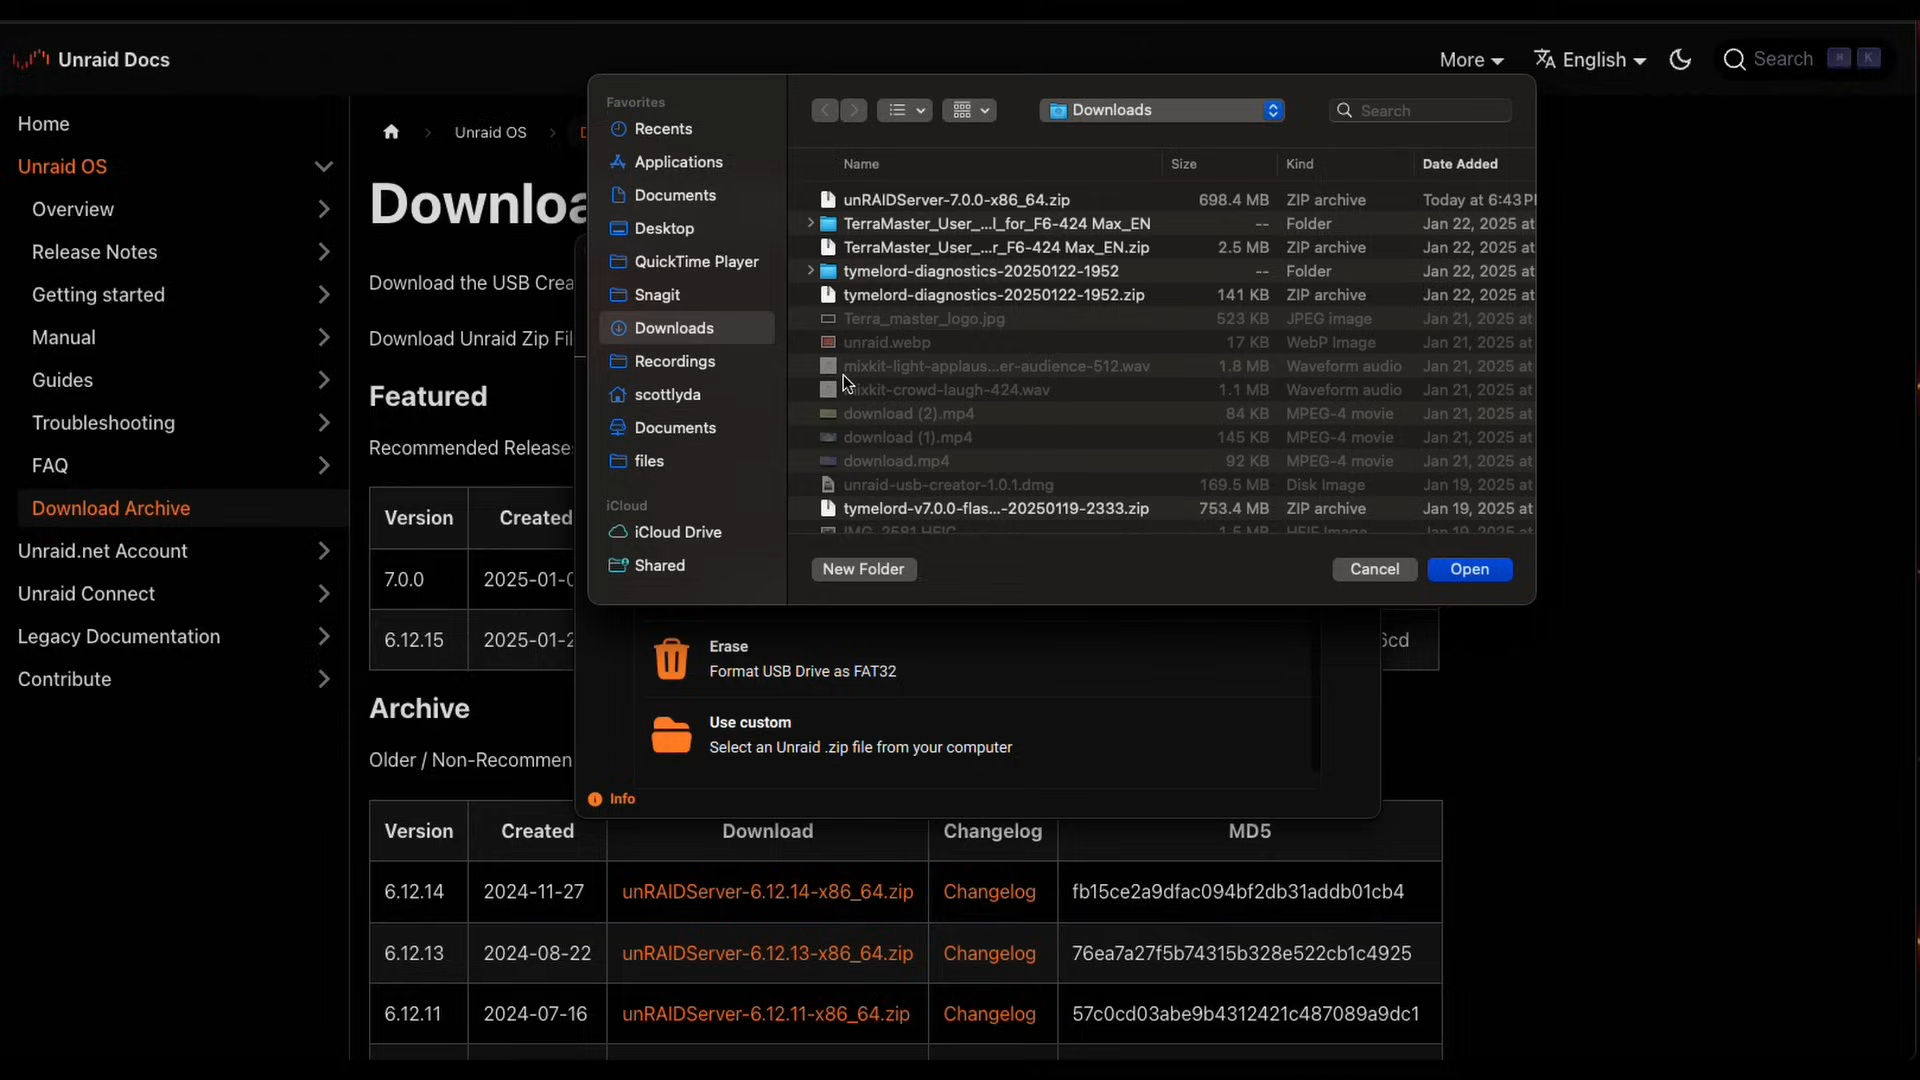 Unraid Docs
More
English
Search
K
Home
Unraid OS
Overview
Release Notes
Getting started
Manual
Guides
Troubleshooting
FAQ
Download Archive
Unraid.net Account
Unraid Connect
Legacy Documentation
Contribute
Unraid OS
Download the USB Crea
Download Unraid Zip Fil
Featured
Recommended Release
Version Created
7.0.0 2025-01-
6.12.15 2025-01-2
6cd
Favorites
Recents
Applications
Documents
Desktop
QuickTime Player
Snagit
Downloads
Recordings
scottlyda
Documents
files
iCloud
iCloud Drive
Shared
Downloads
Search
Name Size Kind Date Added
unRAIDServer-7.0.0-x86_64.zip 698.4 MB ZIP archive Today at 6:43 P
TerraMaster_User_...l_for_F6-424 Max_EN -- Folder Jan 22, 2025 at
TerraMaster_User_...r_F6-424 Max_EN.zip 2.5 MB ZIP archive Jan 22, 2025 at
tymelord-diagnostics-20250122-1952 -- Folder Jan 22, 2025 at
tymelord-diagnostics-20250122-1952.zip 141 KB ZIP archive Jan 22, 2025 at
Terra_master_logo.jpg 523 KB JPEG image Jan 21, 2025 at
unraid.webp 17 KB WebP Image Jan 21, 2025 at
mixkit-light-applaus...er-audience-512.wav 1.8 MB Waveform audio Jan 21, 2025 at
mixkit-crowd-laugh-424.wav 1.1 MB Waveform audio Jan 21, 2025 at
download (2).mp4 84 KB MPEG-4 movie Jan 21, 2025 at
download (1).mp4 145 KB MPEG-4 movie Jan 21, 2025 at
download.mp4 92 KB MPEG-4 movie Jan 21, 2025 at
unraid-usb-creator-1.0.1.dmg 169.5 MB Disk Image Jan 19, 2025 at
tymelord-v7.0.0-flas...-20250119-2333.zip 753.4 MB ZIP archive Jan 19, 2025 at
IMG_2581.HEIC 1.5 MB HEIF Image Jan 19, 2025 at
New Folder
Cancel
Open
Erase
Format USB Drive as FAT32
Use custom
Select an Unraid .zip file from your computer
Info
Archive
Older / Non-Recommen
Version Created Download Changelog MD5
6.12.14 2024-11-27 unRAIDServer-6.12.14-x86_64.zip Changelog fb15ce2a9dfac094bf2db31addb01cb4
6.12.13 2024-08-22 unRAIDServer-6.12.13-x86_64.zip Changelog 76ea7a27f5b74315b328e522cb1c4925
6.12.11 2024-07-16 unRAIDServer-6.12.11-x86_64.zip Changelog 57c0cd03abe9b4312421c487089a9dc1